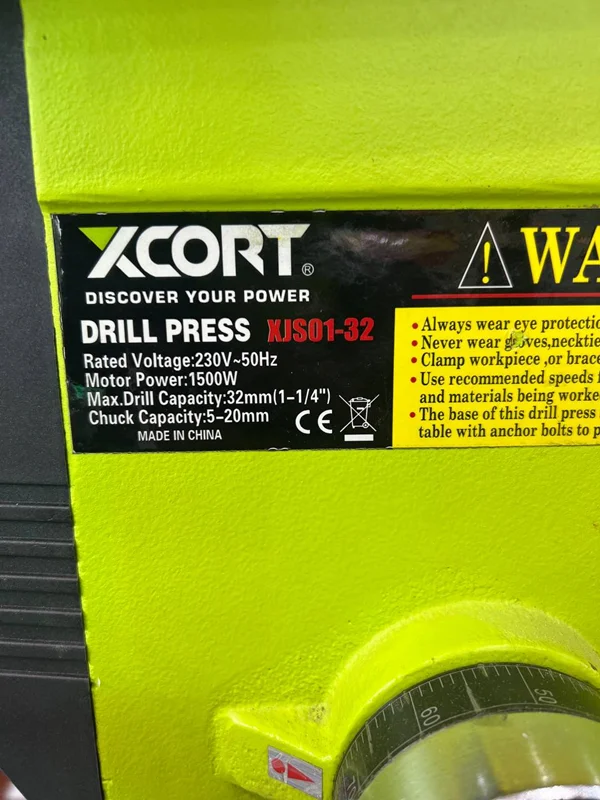 XCORT®
DISCOVER YOUR POWER
DRILL PRESS XJS01-32
Rated Voltage:230V~50Hz
Motor Power:1500W
Max.Drill Capacity:32mm(1-1/4")
Chuck Capacity:5-20mm
MADE IN CHINA
CE
WA
•Always wear eye protectio
•Never wear gloves,necktie
•Clamp workpiece ,or brace
•Use recommended speeds f
and materials being worke
•The base of this drill press
table with anchor bolts to p
60
50